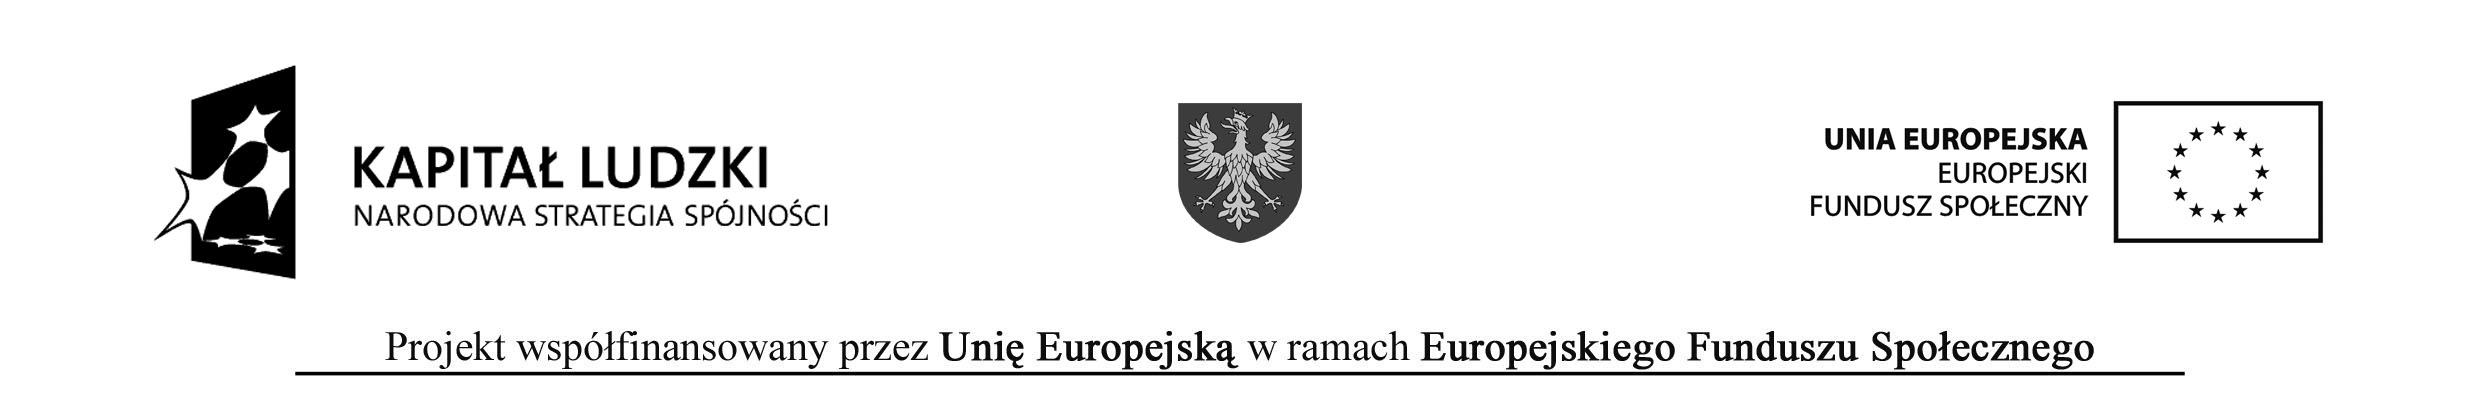 KAPITAŁ LUDZKI
NARODOWA STRATEGIA SPÓJNOŚCI
UNIA EUROPEJSKA
EUROPEJSKI
FUNDUSZ SPOŁECZNY
Projekt współfinansowany przez Unię Europejską w ramach Europejskiego Funduszu Społecznego